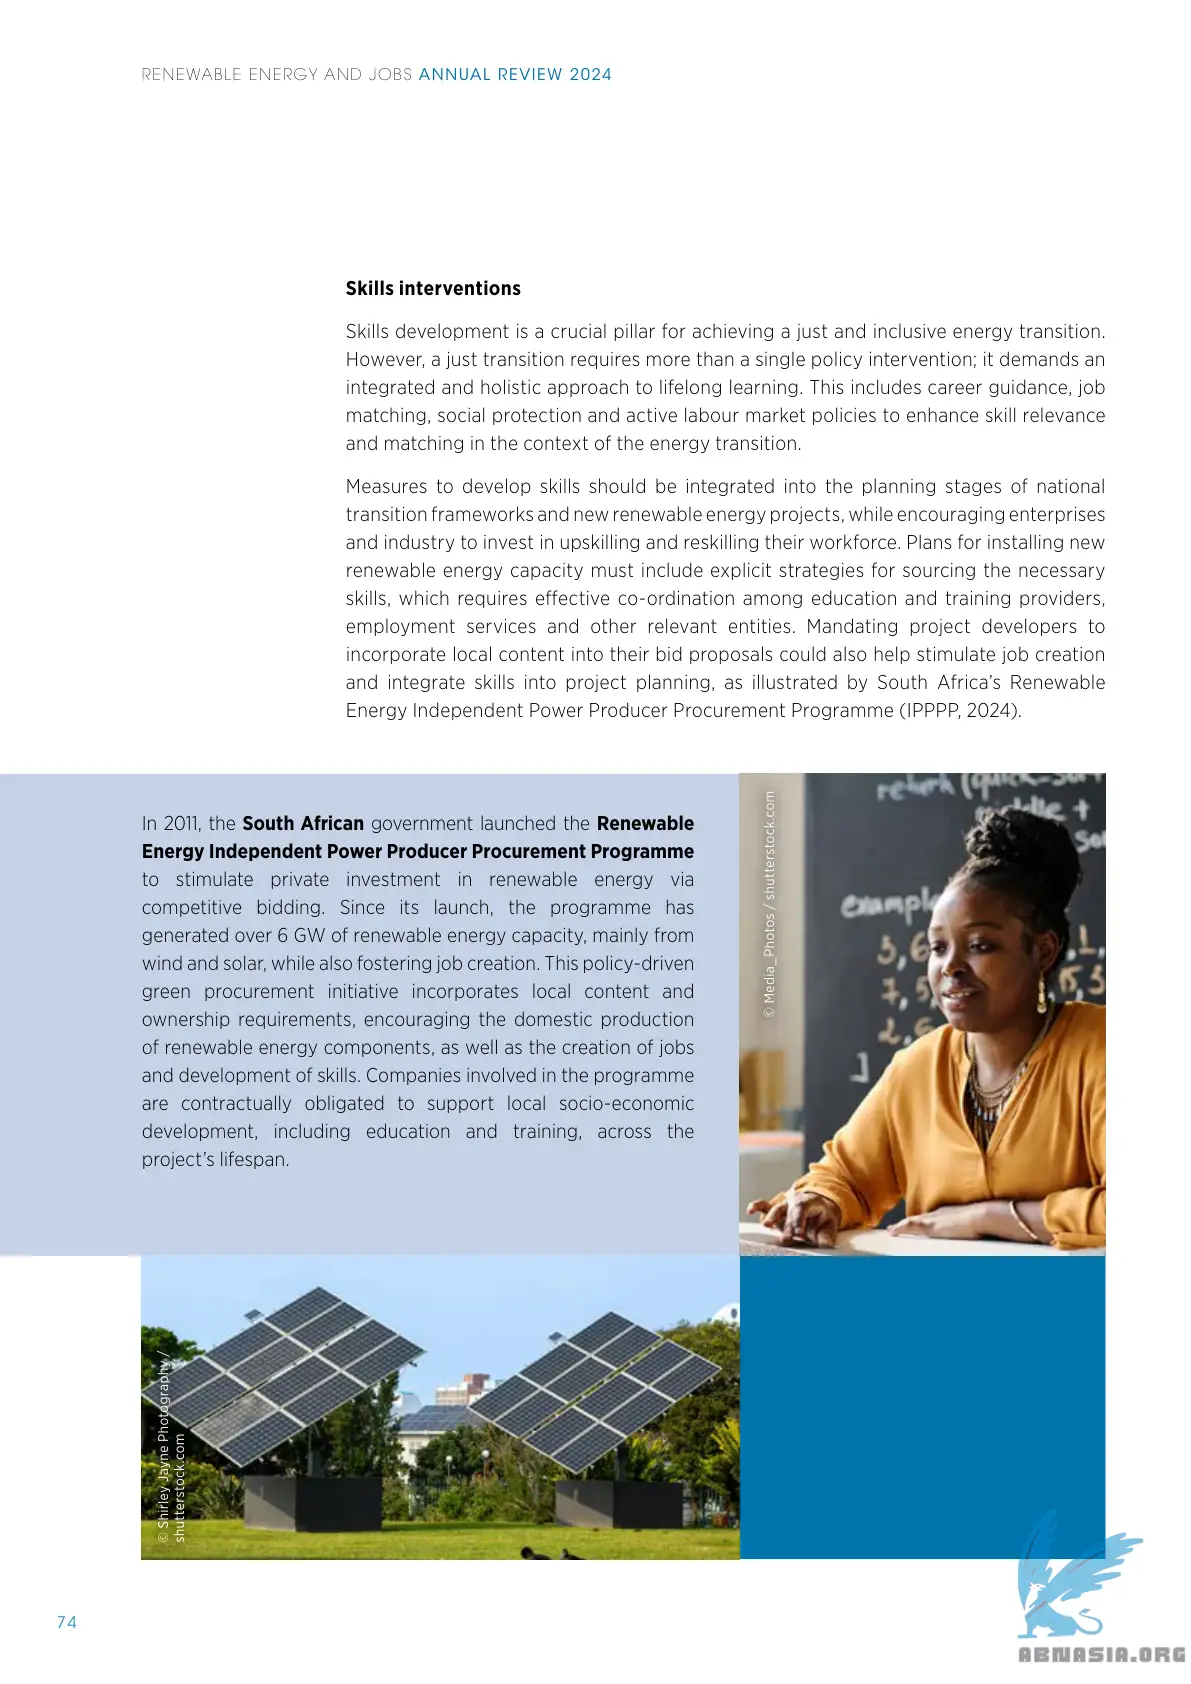 RENEWABLE ENERGY AND JOBS ANNUAL REVIEW 2024
Skills interventions
Skills development is a crucial pillar for achieving a just and inclusive energy transition.
However, a just transition requires more than a single policy intervention; it demands an
integrated and holistic approach to lifelong learning. This includes career guidance, job
matching, social protection and active labour market policies to enhance skill relevance
and matching in the context of the energy transition.
Measures to develop skills should be integrated into the planning stages of national
transition frameworks and new renewable energy projects, while encouraging enterprises
and industry to invest in upskilling and reskilling their workforce. Plans for installing new
renewable energy capacity must include explicit strategies for sourcing the necessary
skills, which requires effective co-ordination among education and training providers,
employment services and other relevant entities. Mandating project developers to
incorporate local content into their bid proposals could also help stimulate job creation
and integrate skills into project planning, as illustrated by South Africa’s Renewable
Energy Independent Power Producer Procurement Programme (IPPPP, 2024).
In 2011, the South African government launched the Renewable
Energy Independent Power Producer Procurement Programme
to stimulate private investment in renewable energy via
competitive bidding. Since its launch, the programme has
generated over 6 GW of renewable energy capacity, mainly from
wind and solar, while also fostering job creation. This policy-driven
green procurement initiative incorporates local content and
ownership requirements, encouraging the domestic production
of renewable energy components, as well as the creation of jobs
and development of skills. Companies involved in the programme
are contractually obligated to support local socio-economic
development, including education and training, across the
project’s lifespan.
© Media_Photos / shutterstock.com
return (quick_
middle +
exampl
© Shirley Jayne Photography /
shutterstock.com
74
ABNASIA.ORG